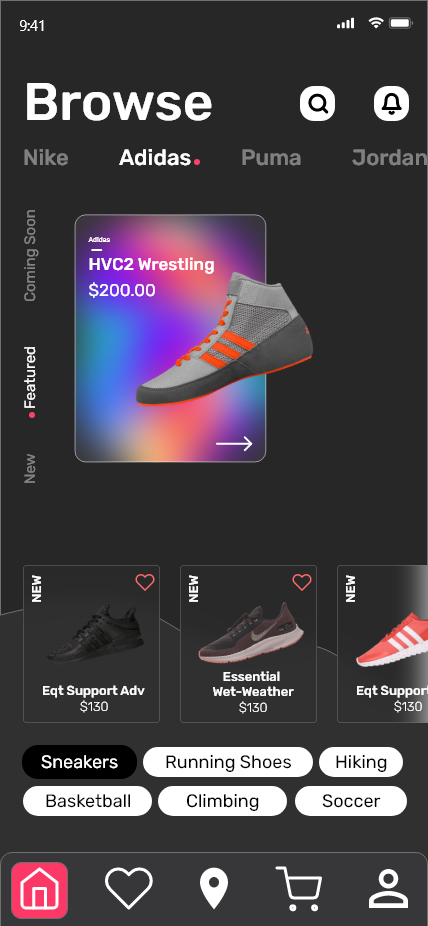 9:41
Browse
Nike
Adidas
Puma
Jordan
Coming Soon
Featured
New
Adidas
HVC2 Wrestling
$200.00
NEW
Eqt Support Adv
$130
NEW
Essential
Wet-Weather
$130
NEW
Eqt Support
$130
Sneakers
Running Shoes
Hiking
Basketball
Climbing
Soccer